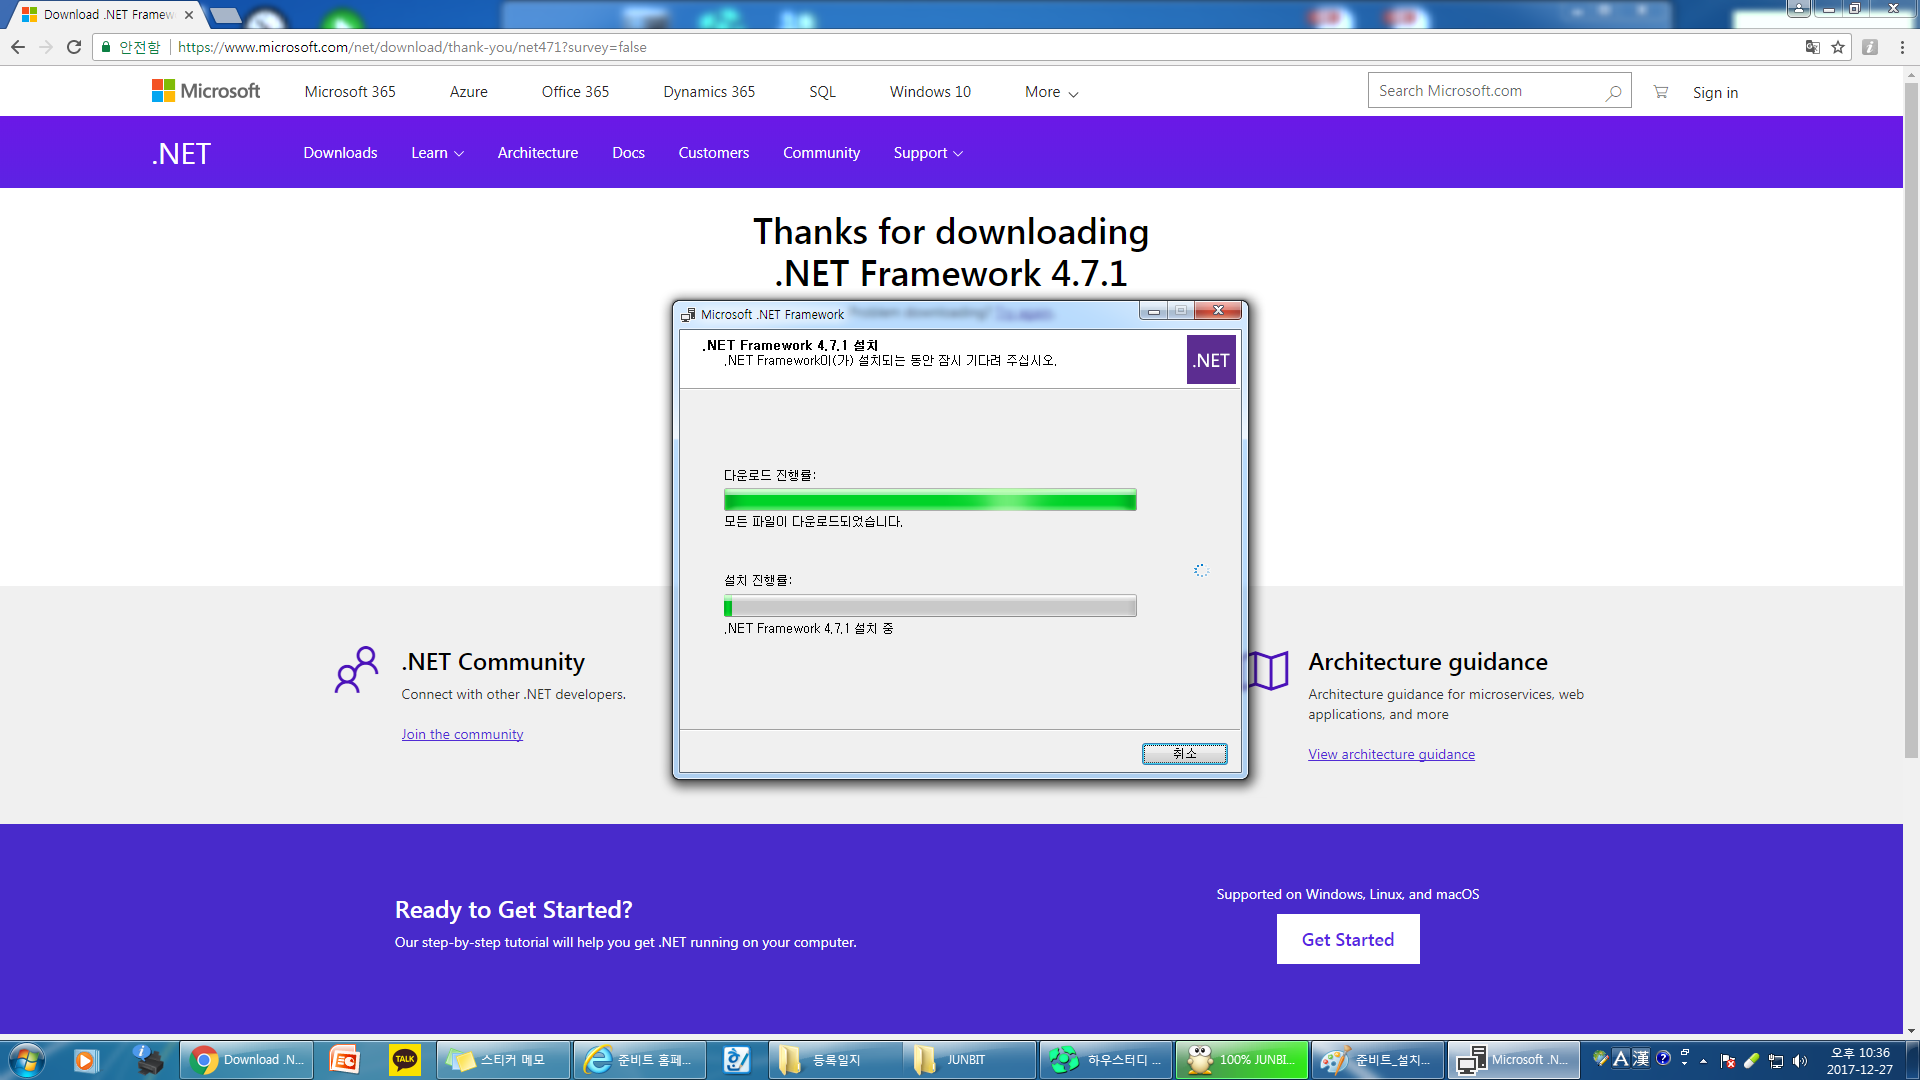 Download .NET Framew
안전함
https://www.microsoft.com/net/download/thank-you/net471?survey=false
Microsoft
Microsoft 365
Azure
Office 365
Dynamics 365
SQL
Windows 10
More
Search Microsoft.com
Sign in
.NET
Downloads
Learn
Architecture
Docs
Customers
Community
Support
Thanks for downloading
.NET Framework 4.7.1
Problem downloading? Try again
Microsoft .NET Framework
.NET Framework 4.7.1 설치
.NET Framework이(가) 설치되는 동안 잠시 기다려 주십시오.
.NET
다운로드 진행률:
모든 파일이 다운로드되었습니다.
설치 진행률:
.NET Framework 4.7.1 설치 중
취소
.NET Community
Connect with other .NET developers.
Join the community
Architecture guidance
Architecture guidance for microservices, web
applications, and more
View architecture guidance
Ready to Get Started?
Our step-by-step tutorial will help you get .NET running on your computer.
Supported on Windows, Linux, and macOS
Get Started
Download .N...
TALK
스티커 메모
준비트 홈페...
등록일지
JUNBIT
하우스터디 ...
100% JUNBI...
준비트_설치...
Microsoft .N...
A 漢
오후 10:36
2017-12-27